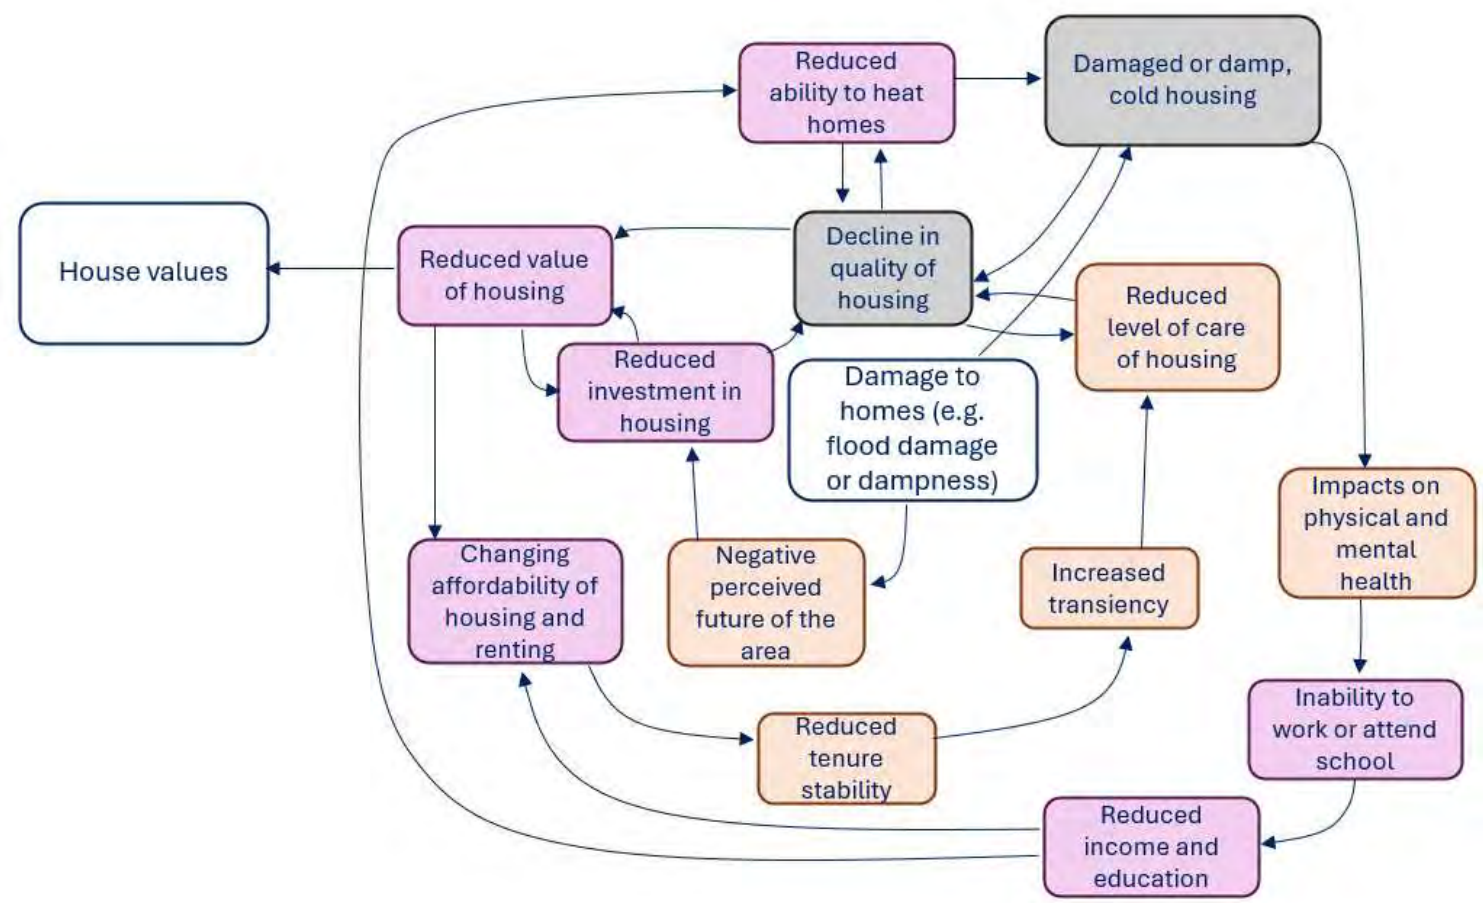 Reduced
ability to heat
homes
Damaged or damp,
cold housing
House values
Reduced value
of housing
Decline in
quality of
housing
Reduced
level of care
of housing
Reduced
investment in
housing
Damage to
homes (e.g.
flood damage
or dampness)
Impacts on
physical and
mental
health
Changing
affordability of
housing and
renting
Negative
perceived
future of the
area
Increased
transiency
Reduced
tenure
stability
Inability to
work or attend
school
Reduced
income and
education